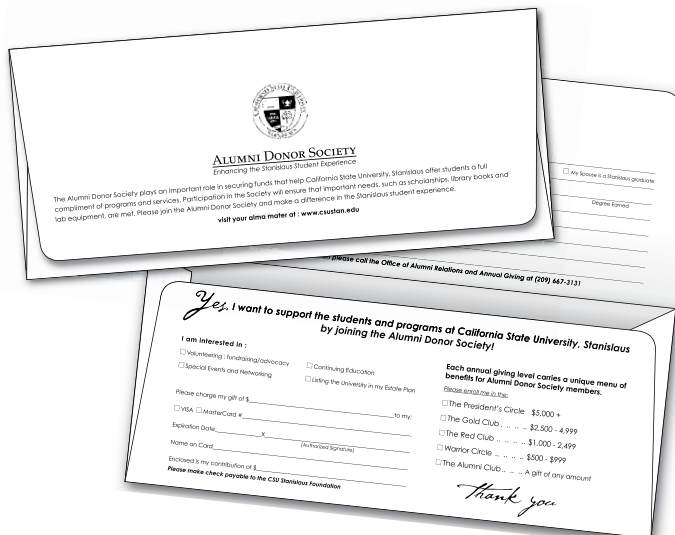 ALUMNI DONOR SOCIETY
Enhancing the Stanislaus Student Experience
The Alumni Donor Society plays an important role in securing funds that help California State University, Stanislaus offer students a full
compliment of programs and services. Participation in the Society will ensure that important needs, such as scholarships, library books and
lab equipment, are met. Please join the Alumni Donor Society and make a difference in the Stanislaus student experience.
visit your alma mater at : www.csustan.edu
☐ My Spouse is a Stanislaus graduate
Degree Earned
please call the Office of Alumni Relations and Annual Giving at (209) 667-3131
Yes, I want to support the students and programs at California State University, Stanislaus
by joining the Alumni Donor Society!
I am Interested In :
☐ Volunteering : fundraising/advocacy
☐ Special Events and Networking
☐ Continuing Education
☐ Listing the University in my Estate Plan
Please charge my gift of $ to my:
☐ VISA ☐ MasterCard #
Expiration Date X
(Authorized Signature)
Name on Card
Enclosed is my contribution of $
Please make check payable to the CSU Stanislaus Foundation
Each annual giving level carries a unique menu of
benefits for Alumni Donor Society members.
Please enroll me in the:
☐ The President's Circle $5,000 +
☐ The Gold Club . . .. .. $2,500 - 4,999
☐ The Red Club .. .. .. .. $1,000 - 2,499
☐ Warrior Circle .. .. .. $500 - $999
☐ The Alumni Club.. .. .. A gift of any amount
Thank you